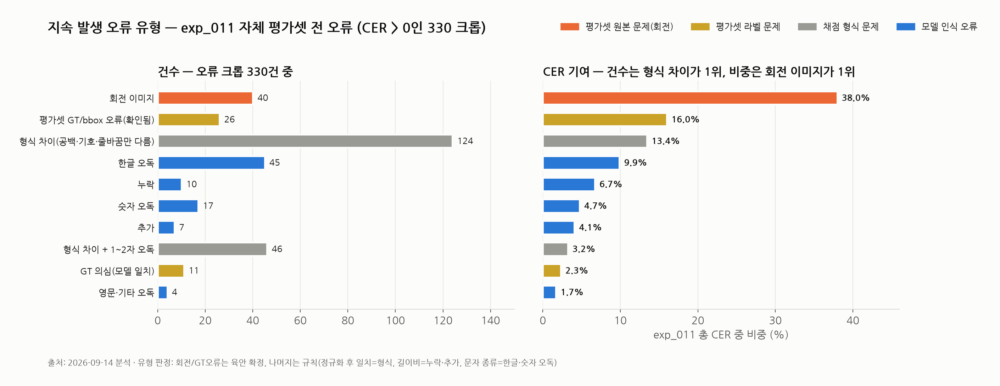 지속 발생 오류 유형 — exp_011 자체 평가셋 전 오류 (CER > 0인 330 크롭)
평가셋 원본 문제(회전)
평가셋 라벨 문제
채점 형식 문제
모델 인식 오류
건수 — 오류 크롭 330건 중
회전 이미지
40
평가셋 GT/bbox 오류(확인됨)
26
형식 차이(공백·기호·줄바꿈만 다름)
124
한글 오독
45
누락
10
숫자 오독
17
추가
7
형식 차이 + 1~2자 오독
46
GT 의심(모델 일치)
11
영문·기타 오독
4
0 20 40 60 80 100 120 140
CER 기여 — 건수는 형식 차이가 1위, 비중은 회전 이미지가 1위
38.0%
16.0%
13.4%
9.9%
6.7%
4.7%
4.1%
3.2%
2.3%
1.7%
0 10 20 30 40
exp_011 총 CER 중 비중 (%)
출처: 2026-09-14 분석 · 유형 판정: 회전/GT오류는 육안 확정, 나머지는 규칙(정규화 후 일치=형식, 길이비=누락·추가, 문자 종류=한글·숫자 오독)